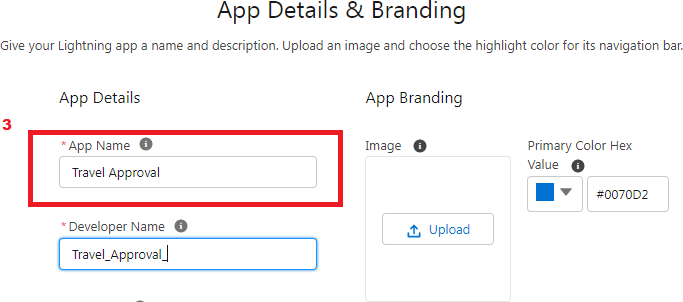 App Details & Branding
Give your Lightning app a name and description. Upload an image and choose the highlight color for its navigation bar.
App Details
App Branding
3
* App Name
Travel Approval
* Developer Name
Travel_Approval_
Image
Upload
Primary Color Hex
Value
#0070D2